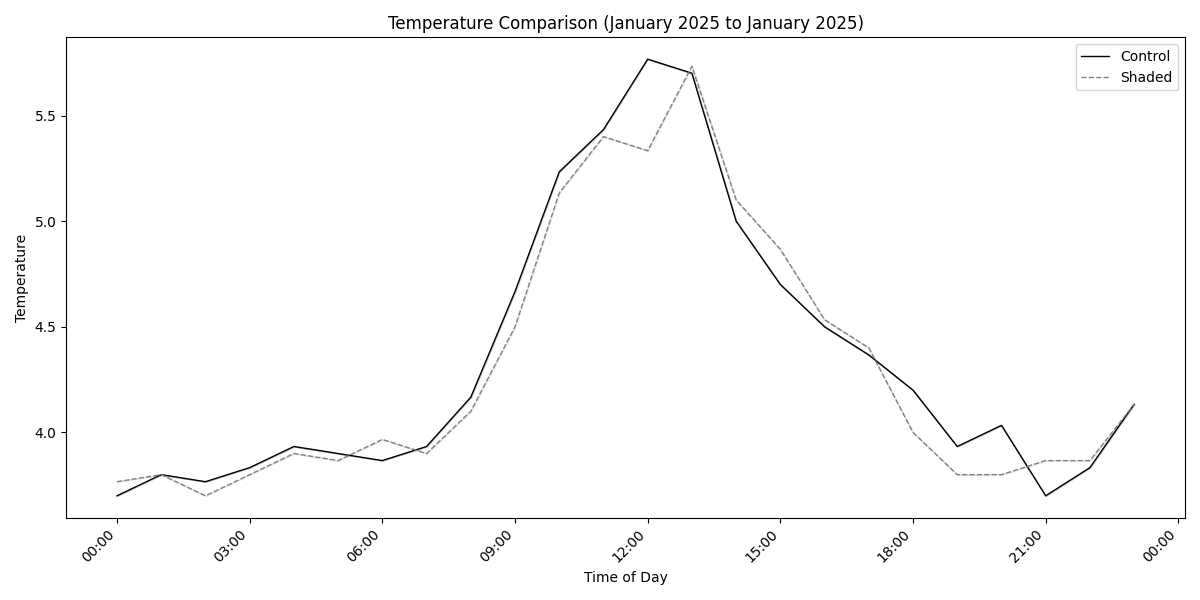 Temperature Comparison (January 2025 to January 2025)
Control
Shaded
Temperature
5.5
5.0
4.5
4.0
00:00
03:00
06:00
09:00
12:00
15:00
18:00
21:00
00:00
Time of Day